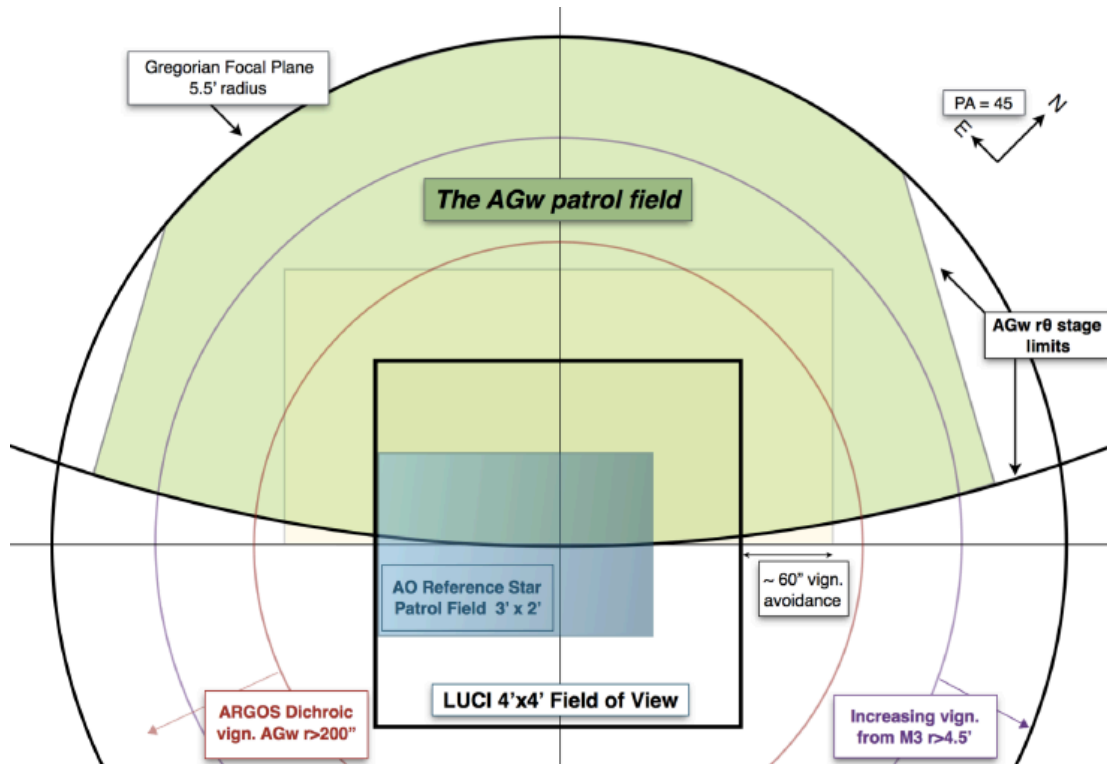 Gregorian Focal Plane
5.5' radius
PA = 45
N
E
The AGw patrol field
AGw rθ stage
limits
~ 60" vign.
avoidance
AO Reference Star
Patrol Field 3' x 2'
LUCI 4'x4' Field of View
ARGOS Dichroic
vign. AGw r>200"
Increasing vign.
from M3 r>4.5'